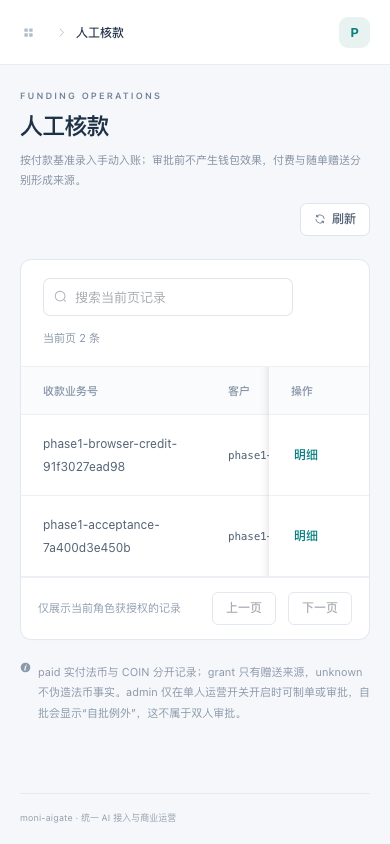 人工核款
P
FUNDING OPERATIONS
人工核款
按付款基准录入手动入账；审批前不产生钱包效果，付费与随单赠送分
别形成来源。
刷新
搜索当前页记录
当前页 2 条
收款业务号 客户 操作
phase1-browser-credit-
91f3027ead98
phase1- 明细
phase1-acceptance-
7a400d3e450b
phase1- 明细
仅展示当前角色获授权的记录 上一页 下一页
paid 实付法币与 COIN 分开记录；grant 只有赠送来源，unknown
不伪造法币事实。admin 仅在单人运营开关开启时可制单或审批，自
批会显示“自批例外”，这不属于双人审批。
moni-aigate · 统一 AI 接入与商业运营